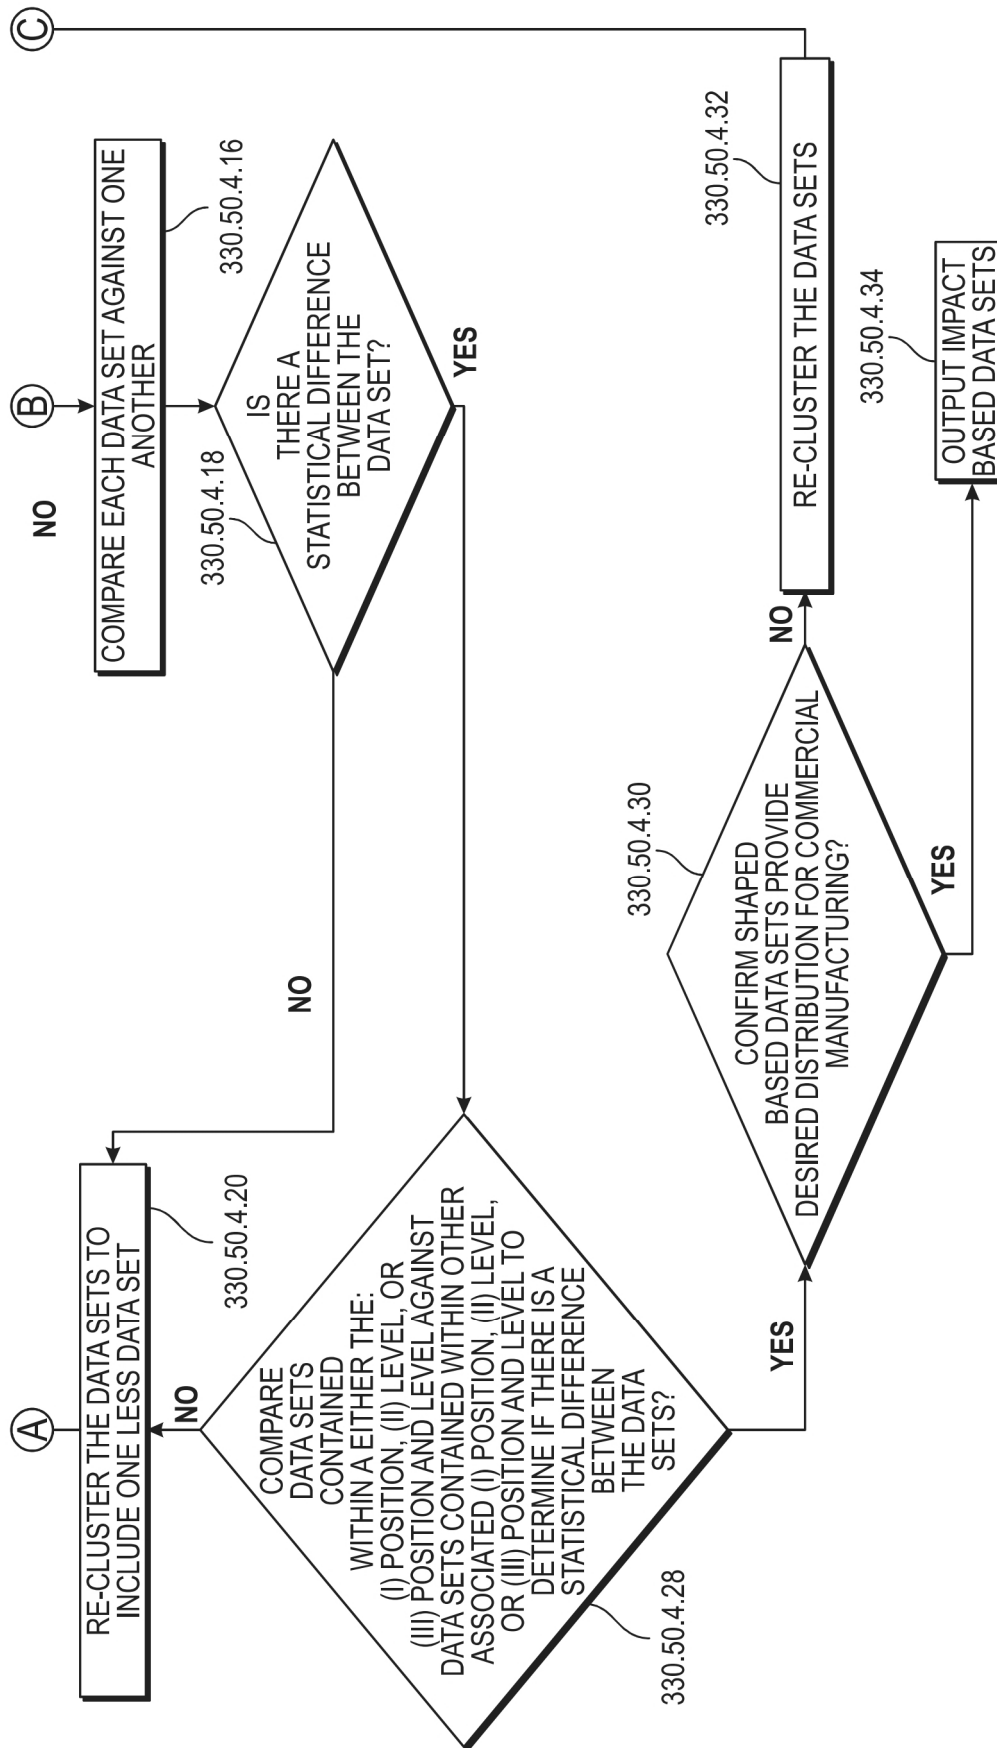 A
RE-CLUSTER THE DATA SETS TO
INCLUDE ONE LESS DATA SET
330.50.4.20
NO
COMPARE
DATA SETS
CONTAINED
WITHIN A EITHER THE:
(I) POSITION, (II) LEVEL, OR
(III) POSITION AND LEVEL AGAINST
DATA SETS CONTAINED WITHIN OTHER
ASSOCIATED (I) POSITION, (II) LEVEL,
OR (III) POSITION AND LEVEL TO
DETERMINE IF THERE IS A
STATISTICAL DIFFERENCE
BETWEEN
THE DATA
SETS?
330.50.4.28
YES
NO
B
NO
COMPARE EACH DATA SET AGAINST ONE
ANOTHER
330.50.4.16
330.50.4.18
IS
THERE A
STATISTICAL DIFFERENCE
BETWEEN THE
DATA SET?
YES
330.50.4.30
CONFIRM SHAPED
BASED DATA SETS PROVIDE
DESIRED DISTRIBUTION FOR COMMERCIAL
MANUFACTURING?
NO
YES
C
330.50.4.32
RE-CLUSTER THE DATA SETS
330.50.4.34
OUTPUT IMPACT
BASED DATA SETS